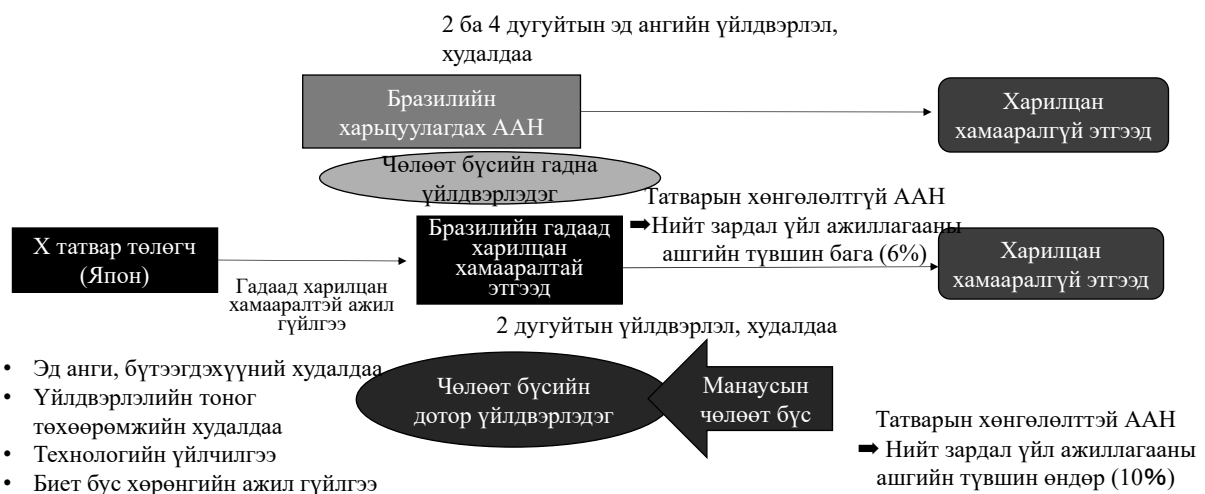 2 ба 4 дугуйтын эд ангийн үйлдвэрлэл,
худалдаа
Бразилийн
харьцуулагдах ААН
Харилцан
хамааралгүй этгээд
Чөлөөт бүсийн гадна
үйлдвэрлэдэг
Татварын хөнгөлөлтгүй ААН
➡Нийт зардал үйл ажиллагааны
ашгийн түвшин бага (6%)
Х татвар төлөгч
(Япон)
Гадаад харилцан
хамааралтэй ажил
гүйлгээ
Бразилийн гадаад
харилцан
хамааралтай
этгээд
Харилцан
хамааралгүй этгээд
2 дугуйтын үйлдвэрлэл, худалдаа
• Эд анги, бүтээгдэхүүний худалдаа
• Үйлдвэрлэлийн тоног
төхөөрөмжийн худалдаа
• Технологийн үйлчилгээ
• Биет бус хөрөнгийн ажил гүйлгээ
Чөлөөт бүсийн
дотор үйлдвэрлэдэг
Манаусын
чөлөөт бүс
Татварын хөнгөлөлттэй ААН
➡ Нийт зардал үйл ажиллагааны
ашгийн түвшин өндөр (10%)